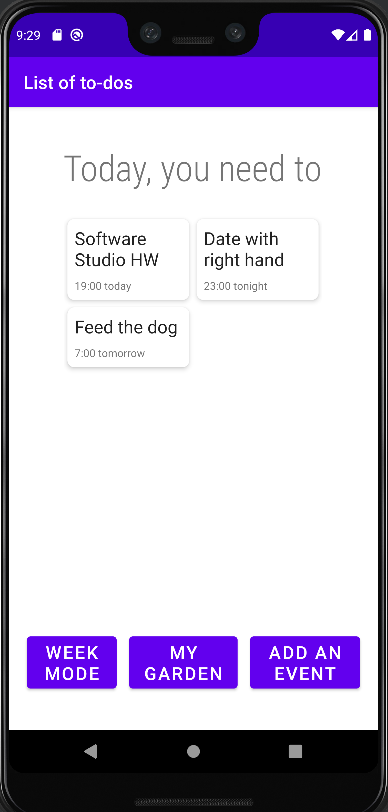 9:29
List of to-dos
Today, you need to
Software
Studio HW
19:00 today
Date with
right hand
23:00 tonight
Feed the dog
7:00 tomorrow
WEEK
MODE
MY
GARDEN
ADD AN
EVENT